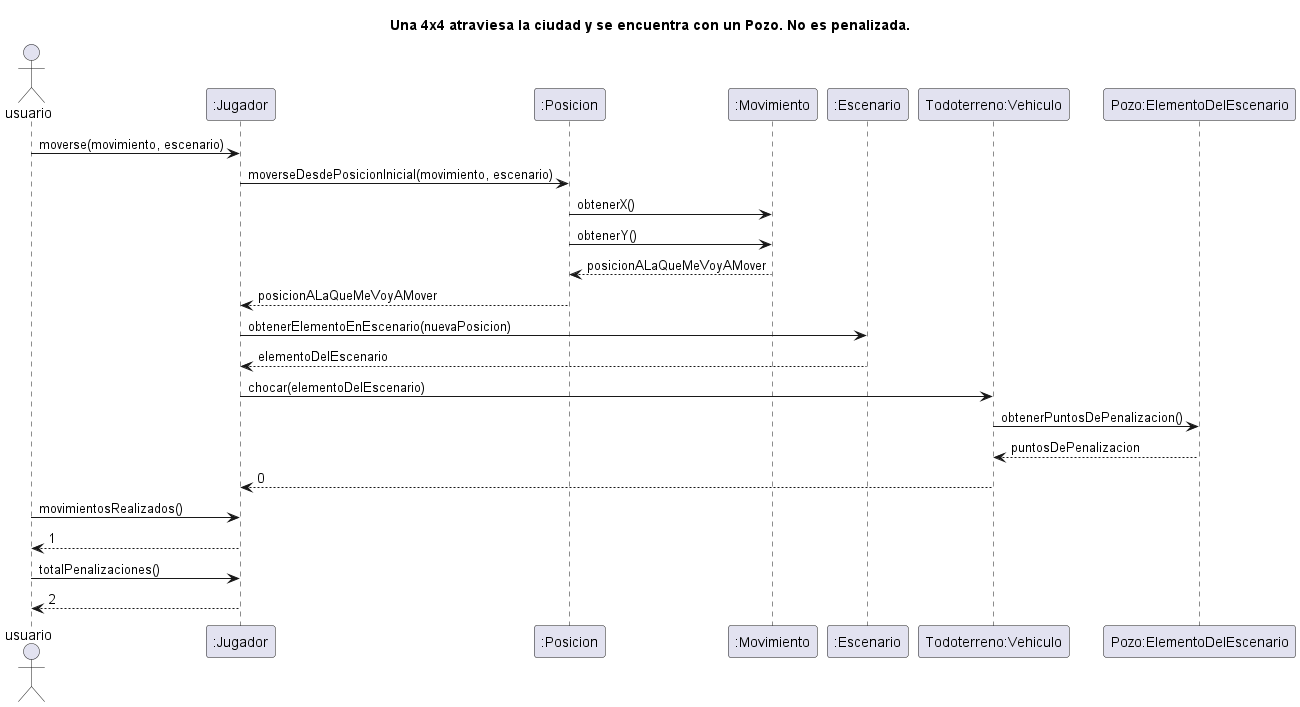 Una 4x4 atraviesa la ciudad y se encuentra con un Pozo. No es penalizada.
usuario
:Jugador
:Posicion
:Movimiento
:Escenario
Todoterreno:Vehiculo
Pozo:ElementoDelEscenario
moverse(movimiento, escenario)
moverseDesdePosicionInicial(movimiento, escenario)
obtenerX()
obtenerY()
posicionALaQueMeVoyAMover
posicionALaQueMeVoyAMover
obtenerElementoEnEscenario(nuevaPosicion)
elementoDelEscenario
chocar(elementoDelEscenario)
obtenerPuntosDePenalizacion()
puntosDePenalizacion
0
movimientosRealizados()
1
totalPenalizaciones()
2
usuario
:Jugador
:Posicion
:Movimiento
:Escenario
Todoterreno:Vehiculo
Pozo:ElementoDelEscenario